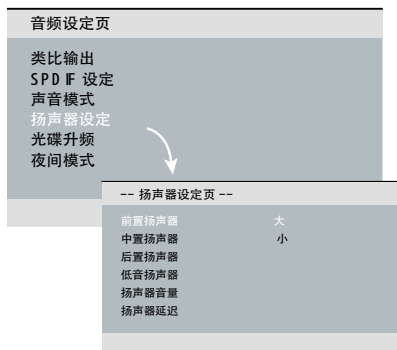 音频设定页
类比输出
SPDIF 设定
声音模式
扬声器设定
光碟升频
夜间模式
-- 扬声器设定页 --
前置扬声器 大
中置扬声器 小
后置扬声器
低音扬声器
扬声器音量
扬声器延迟